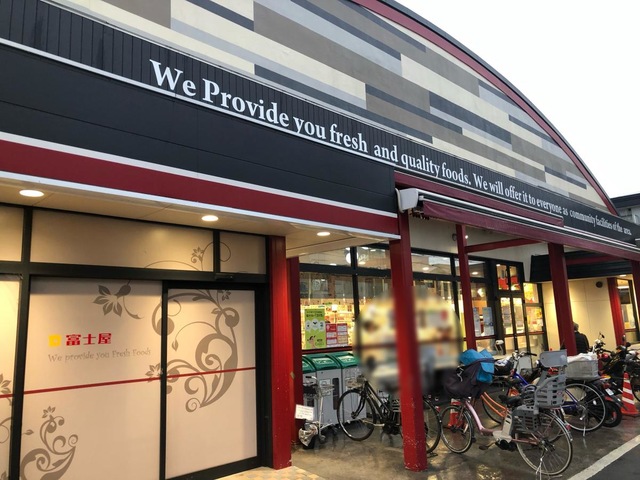 We Provide you fresh and quality foods. We will offer it to everyone as community facilities of the area.
富士屋
We provide you Fresh Foods